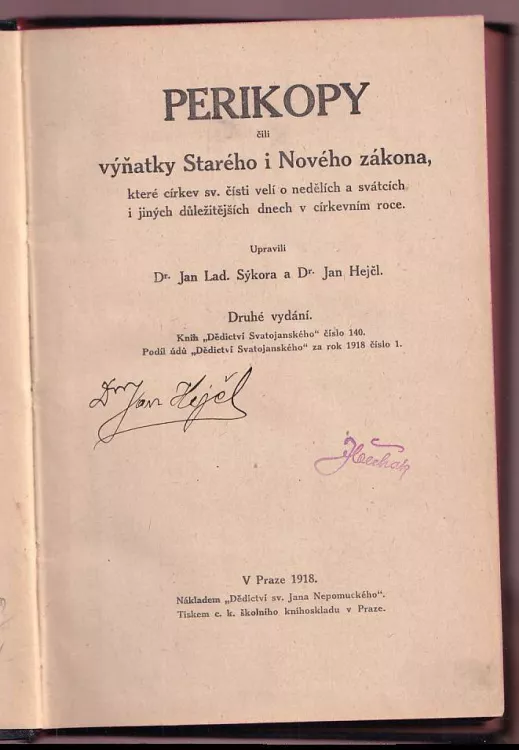 PERIKOPY
čili
výňatky Starého i Nového zákona,
které církev sv. čísti velí o nedělích a svátcích
i jiných důležitějších dnech v církevním roce.
Upravili
Dr. Jan Lad. Sýkora a Dr. Jan Hejčl.
Druhé vydání.
Knih „Dědictví Svatojanského“ číslo 140.
Podíl údů „Dědictví Svatojanského“ za rok 1918 číslo 1.
Dr Jan Hejčl
V Praze 1918.
Nákladem „Dědictví sv. Jana Nepomuckého“.
Tiskem c. k. školního knihoskladu v Praze.